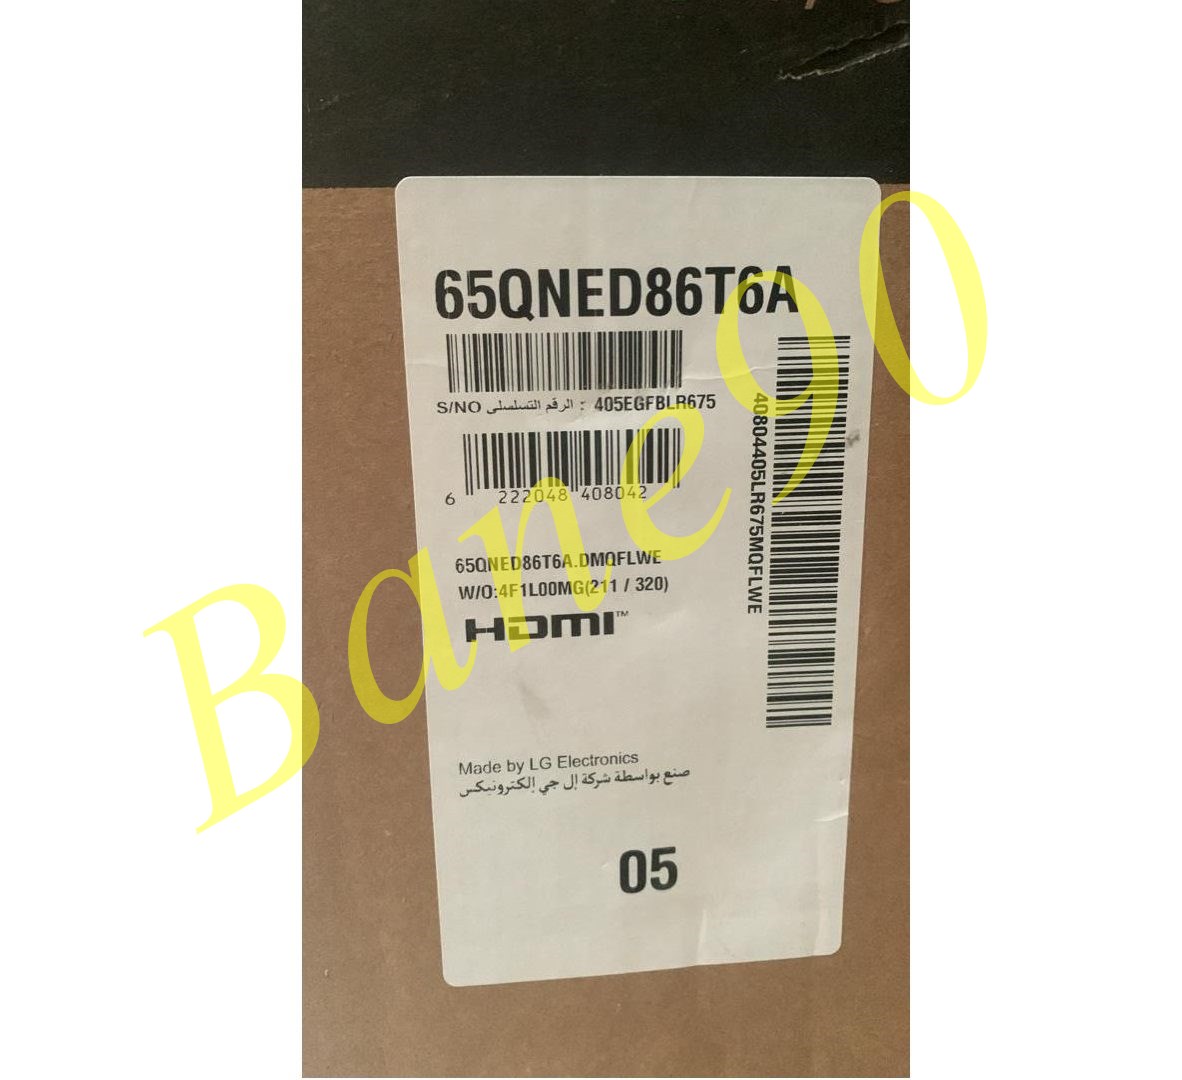 65QNED86T6A
S/NO الرقم التسلسلى : 405EGFBLR675
6 222048 408042
40804405LR675MQFLWE
65QNED86T6A.DMQFLWE
W/O:4F1L00MG(211 / 320)
HDMI™
Made by LG Electronics
صنع بواسطة شركة إل جي إلكترونيكس
05
Bane90